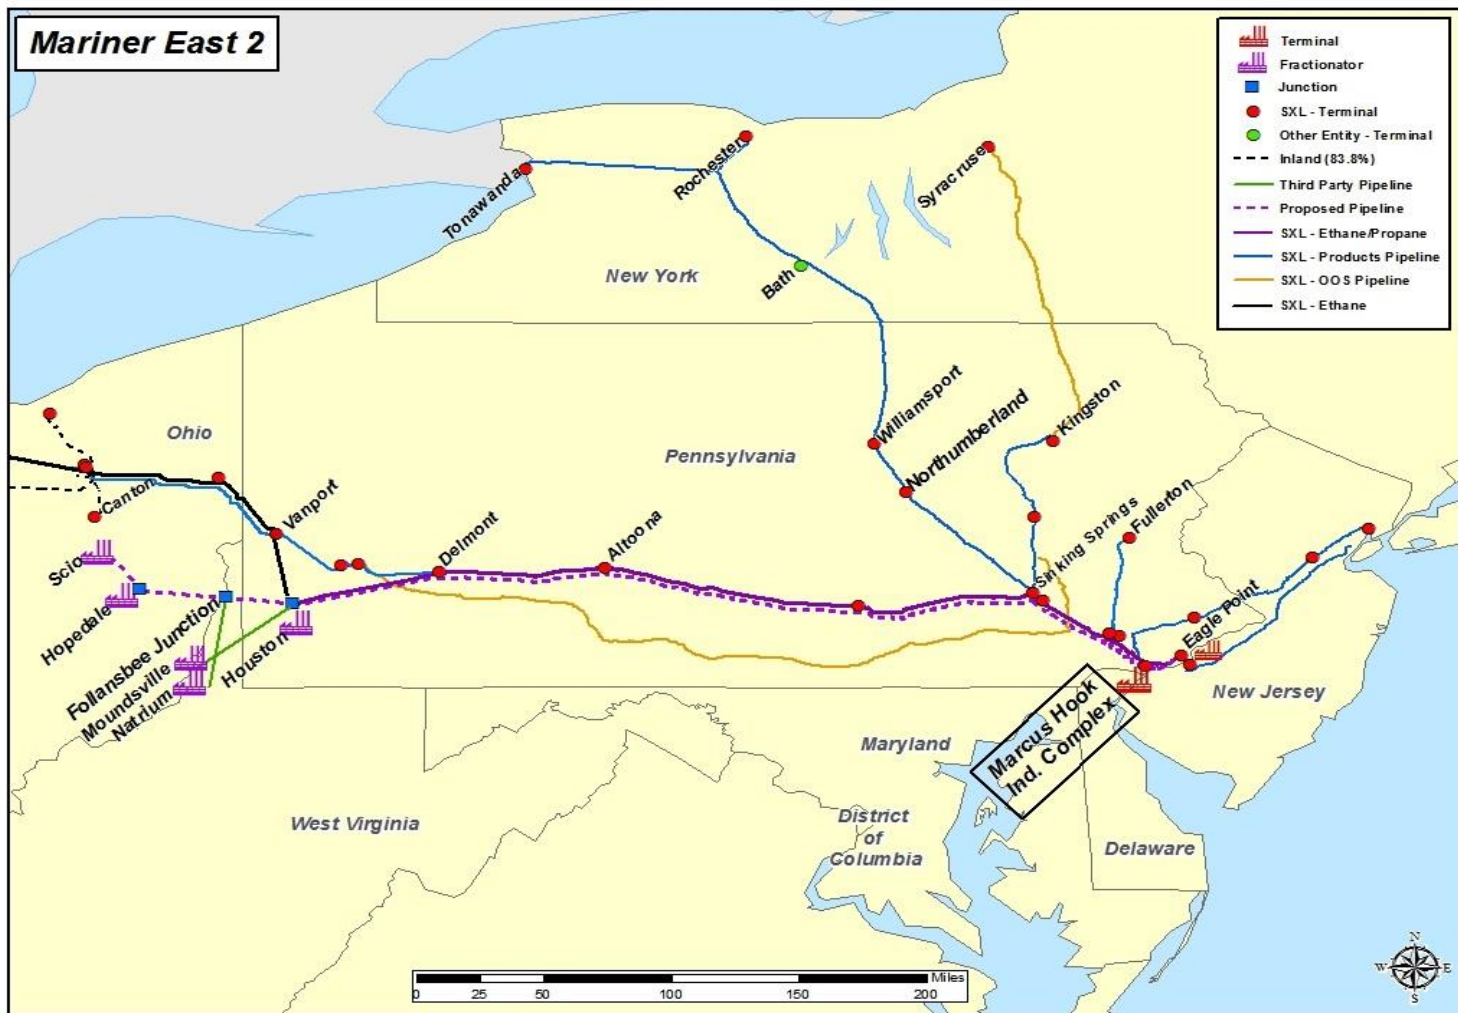 Mariner East 2
Terminal
Fractionator
Junction
SXL - Terminal
Other Entity - Terminal
Inland (83.8%)
Third Party Pipeline
Proposed Pipeline
SXL - Ethane/Propane
SXL - Products Pipeline
SXL - OOS Pipeline
SXL - Ethane
Tonawanda
Rochester
Syracruse
Bath
New York
Williamsport
Northumberland
Kingston
Ohio
Pennsylvania
Canton
Vanport
Delmont
Altoona
Sinking Springs
Fullerton
Scio
Hopedale
Follansbee Junction
Moundsville
Natrium
Houston
Eagle Point
New Jersey
Marcus Hook
Ind. Complex
Maryland
West Virginia
District
of
Columbia
Delaware
Miles
0 25 50 100 150 200
N
W E
S